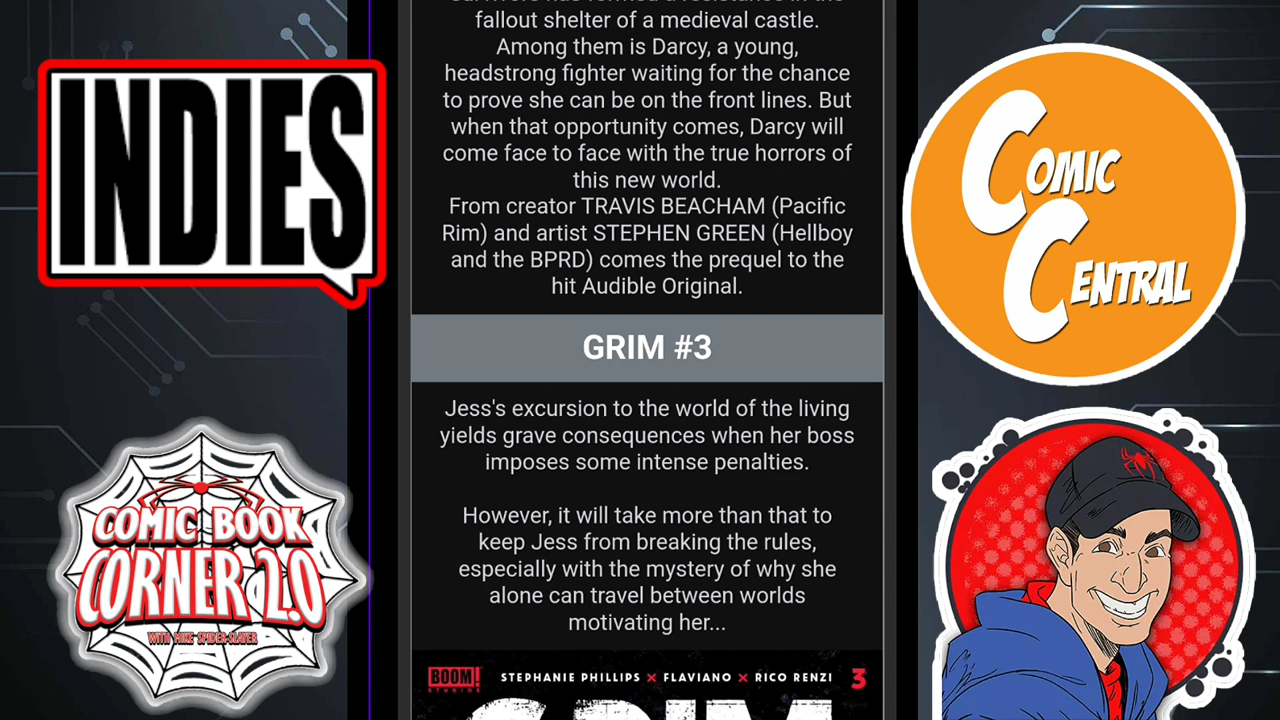 INDIES
fallout shelter of a medieval castle.
Among them is Darcy, a young,
headstrong fighter waiting for the chance
to prove she can be on the front lines. But
when that opportunity comes, Darcy will
come face to face with the true horrors of
this new world.
From creator TRAVIS BEACHAM (Pacific
Rim) and artist STEPHEN GREEN (Hellboy
and the BPRD) comes the prequel to the
hit Audible Original.
GRIM #3
Jess's excursion to the world of the living
yields grave consequences when her boss
imposes some intense penalties.
However, it will take more than that to
keep Jess from breaking the rules,
especially with the mystery of why she
alone can travel between worlds
motivating her...
BOOM!
STUDIOS
STEPHANIE PHILLIPS × FLAVIANO × RICO RENZI 3
GRIM
COMIC
CENTRAL
COMIC BOOK
CORNER 2.0
WITH MIKE SPIDER-SLAYER